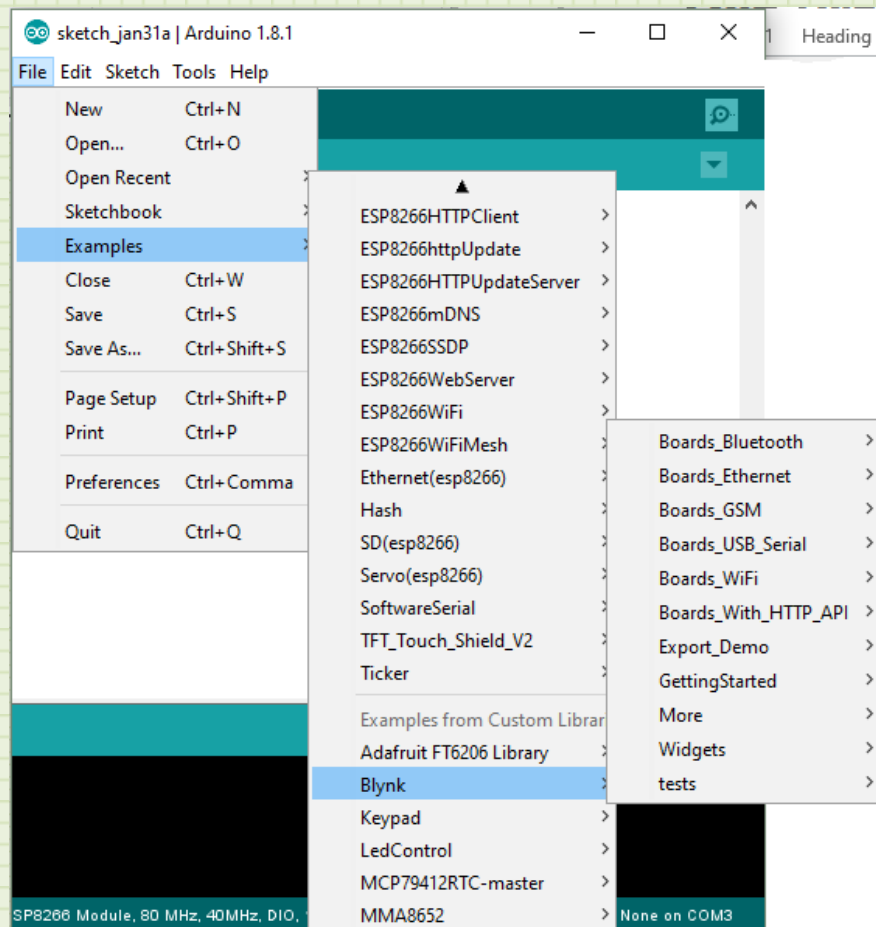 sketch_jan31a | Arduino 1.8.1
1 Heading
File Edit Sketch Tools Help
New Ctrl+N
Open... Ctrl+O
Open Recent
Sketchbook
Examples
Close Ctrl+W
Save Ctrl+S
Save As... Ctrl+Shift+S
Page Setup Ctrl+Shift+P
Print Ctrl+P
Preferences Ctrl+Comma
Quit Ctrl+Q
ESP8266HTTPClient
ESP8266httpUpdate
ESP8266HTTPUpdateServer
ESP8266mDNS
ESP8266SSDP
ESP8266WebServer
ESP8266WiFi
ESP8266WiFiMesh
Ethernet(esp8266)
Hash
SD(esp8266)
Servo(esp8266)
SoftwareSerial
TFT_Touch_Shield_V2
Ticker
Examples from Custom Librar
Adafruit FT6206 Library
Blynk
Keypad
LedControl
MCP79412RTC-master
MMA8652
Boards_Bluetooth
Boards_Ethernet
Boards_GSM
Boards_USB_Serial
Boards_WiFi
Boards_With_HTTP_API
Export_Demo
GettingStarted
More
Widgets
tests
SP8266 Module, 80 MHz, 40MHz, DIO,
None on COM3